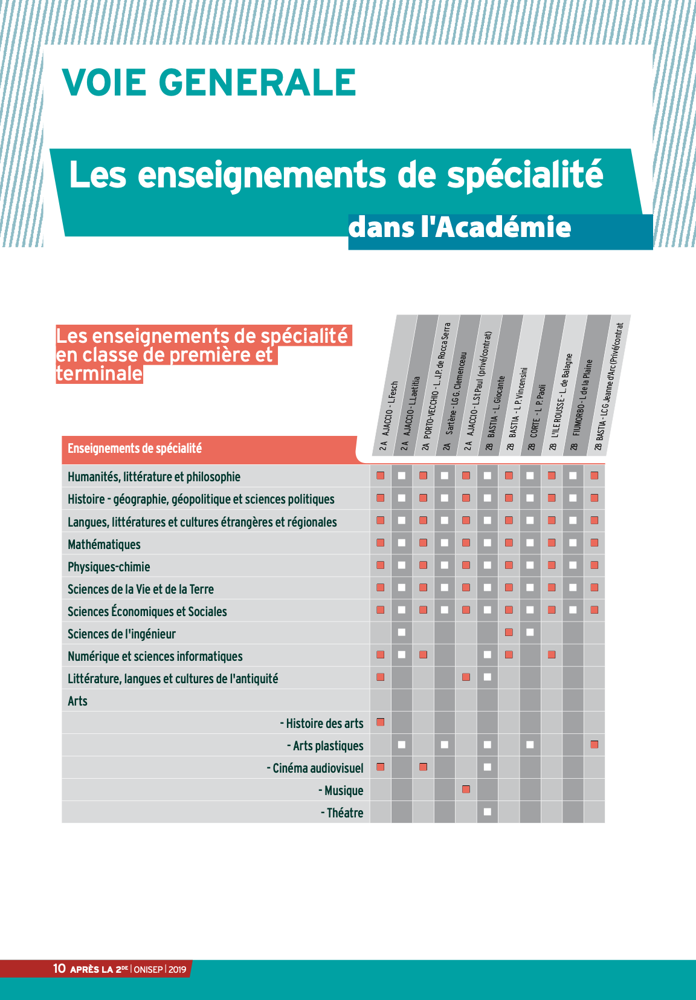 VOIE GENERALE
Les enseignements de spécialité
dans l'Académie
Les enseignements de spécialité
en classe de première et
terminale
2 A AJACCIO - L.Fesch
2 A AJACCIO - L.Laetitia
2A PORTO-VECCHIO - L. J.P. de Rocca Serra
2A Sartène - LG G. Clemenceau
2 A AJACCIO - L.St Paul (privé/contrat)
2B BASTIA - L. Giocante
2B BASTIA - L P. Vincensini
2B CORTE - L P. Paoli
2B L'ILE ROUSSE - L. de Balagne
2B FIUMORBO - L de la Plaine
2B BASTIA - LC G Jeanne d'Arc (Privé/contrat
Enseignements de spécialité
Humanités, littérature et philosophie
Histoire - géographie, géopolitique et sciences politiques
Langues, littératures et cultures étrangères et régionales
Mathématiques
Physiques-chimie
Sciences de la Vie et de la Terre
Sciences Économiques et Sociales
Sciences de l'ingénieur
Numérique et sciences informatiques
Littérature, langues et cultures de l'antiquité
Arts
- Histoire des arts
- Arts plastiques
- Cinéma audiovisuel
- Musique
- Théatre
10 APRÈS LA 2DE | ONISEP | 2019